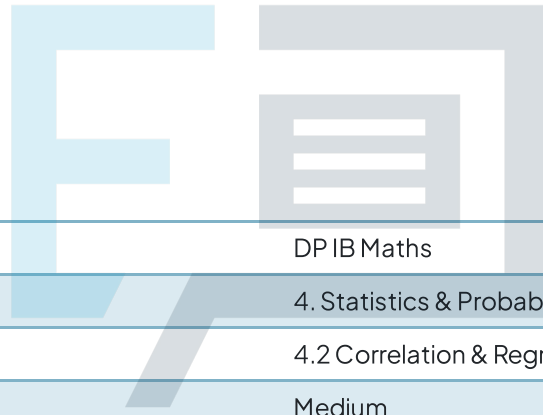 DP IB Maths
4. Statistics & Probab
4.2 Correlation & Regr
Medium